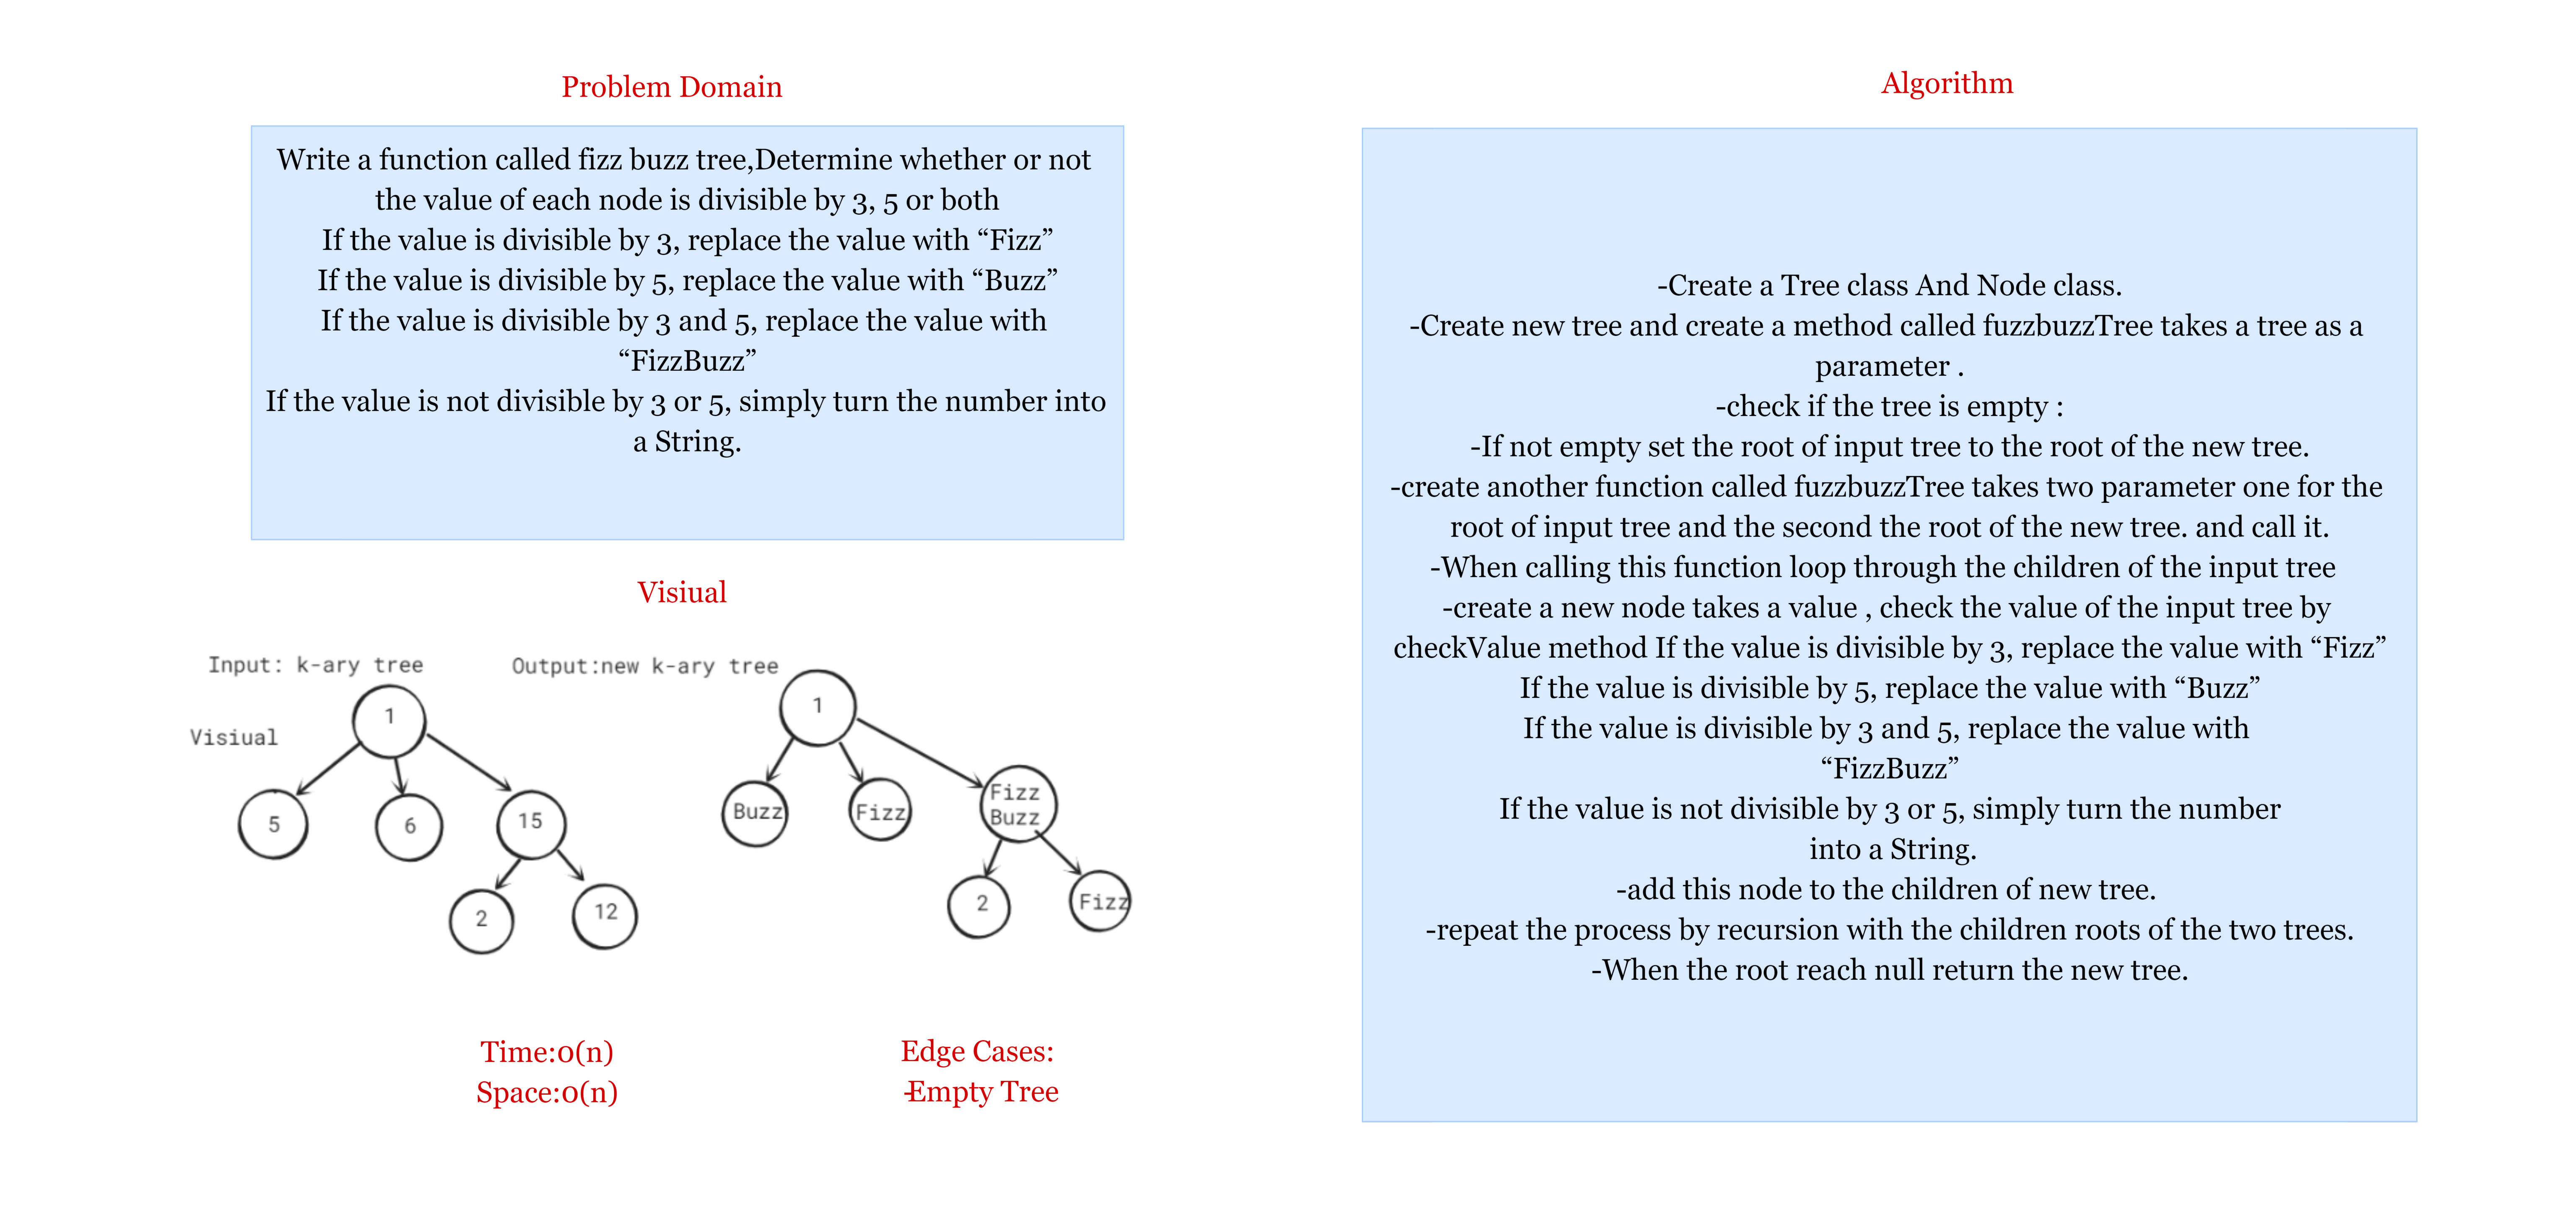 Problem Domain
Write a function called fizz buzz tree,Determine whether or not
the value of each node is divisible by 3, 5 or both
If the value is divisible by 3, replace the value with “Fizz”
If the value is divisible by 5, replace the value with “Buzz”
If the value is divisible by 3 and 5, replace the value with
“FizzBuzz”
If the value is not divisible by 3 or 5, simply turn the number into
a String.
Visiual
Input: k-ary tree
Output:new k-ary tree
Visiual
1
5
6
15
2
12
1
Buzz
Fizz
Fizz
Buzz
2
Fizz
Time:0(n)
Space:0(n)
Edge Cases:
-Empty Tree
Algorithm
-Create a Tree class And Node class.
-Create new tree and create a method called fuzzbuzzTree takes a tree as a
parameter .
-check if the tree is empty :
-If not empty set the root of input tree to the root of the new tree.
-create another function called fuzzbuzzTree takes two parameter one for the
root of input tree and the second the root of the new tree. and call it.
-When calling this function loop through the children of the input tree
-create a new node takes a value , check the value of the input tree by
checkValue method If the value is divisible by 3, replace the value with “Fizz”
If the value is divisible by 5, replace the value with “Buzz”
If the value is divisible by 3 and 5, replace the value with
“FizzBuzz”
If the value is not divisible by 3 or 5, simply turn the number
into a String.
-add this node to the children of new tree.
-repeat the process by recursion with the children roots of the two trees.
-When the root reach null return the new tree.